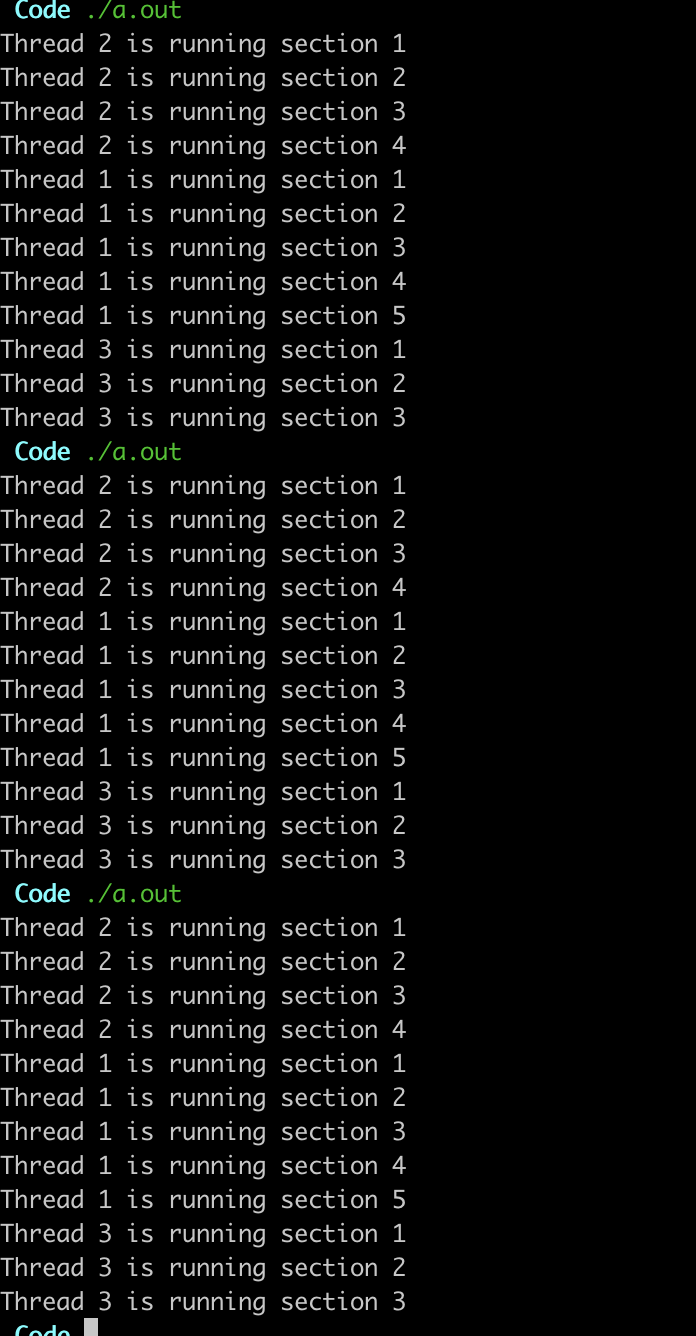 Code ./a.out
Thread 2 is running section 1
Thread 2 is running section 2
Thread 2 is running section 3
Thread 2 is running section 4
Thread 1 is running section 1
Thread 1 is running section 2
Thread 1 is running section 3
Thread 1 is running section 4
Thread 1 is running section 5
Thread 3 is running section 1
Thread 3 is running section 2
Thread 3 is running section 3
Code ./a.out
Thread 2 is running section 1
Thread 2 is running section 2
Thread 2 is running section 3
Thread 2 is running section 4
Thread 1 is running section 1
Thread 1 is running section 2
Thread 1 is running section 3
Thread 1 is running section 4
Thread 1 is running section 5
Thread 3 is running section 1
Thread 3 is running section 2
Thread 3 is running section 3
Code ./a.out
Thread 2 is running section 1
Thread 2 is running section 2
Thread 2 is running section 3
Thread 2 is running section 4
Thread 1 is running section 1
Thread 1 is running section 2
Thread 1 is running section 3
Thread 1 is running section 4
Thread 1 is running section 5
Thread 3 is running section 1
Thread 3 is running section 2
Thread 3 is running section 3
Code